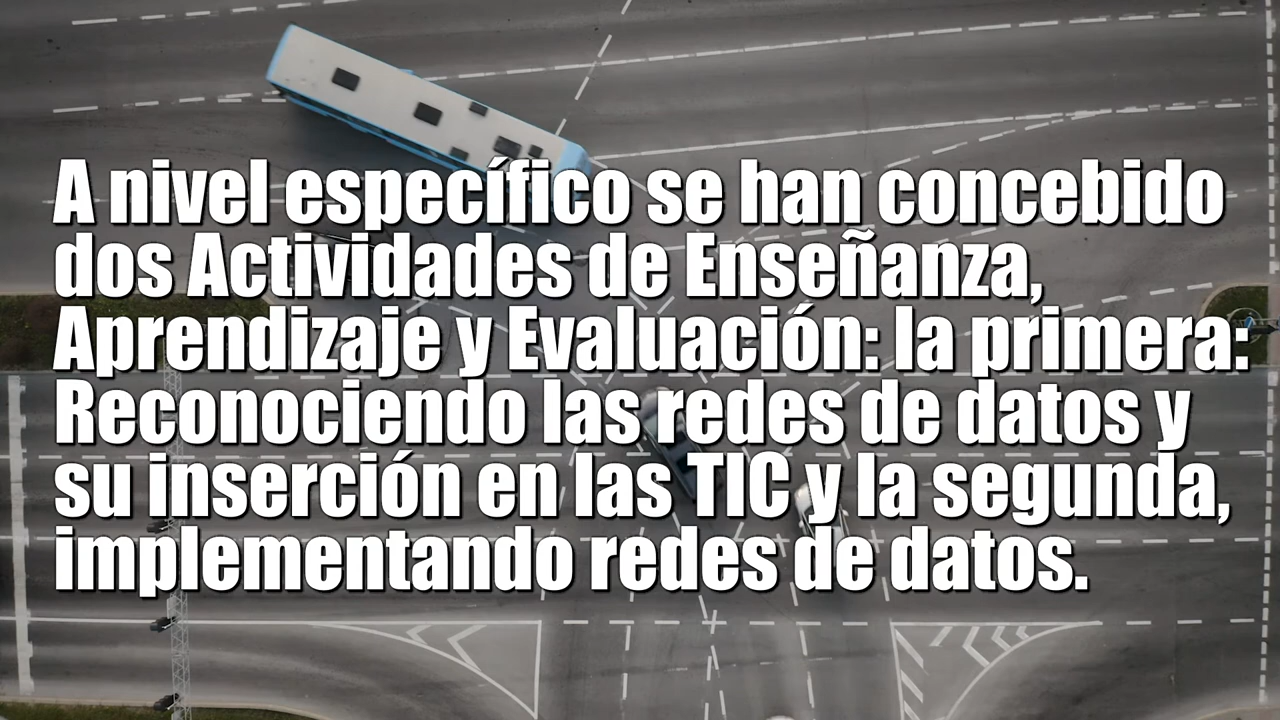 A nivel específico se han concebido
dos Actividades de Enseñanza,
Aprendizaje y Evaluación: la primera:
Reconociendo las redes de datos y
su inserción en las TIC y la segunda,
implementando redes de datos.